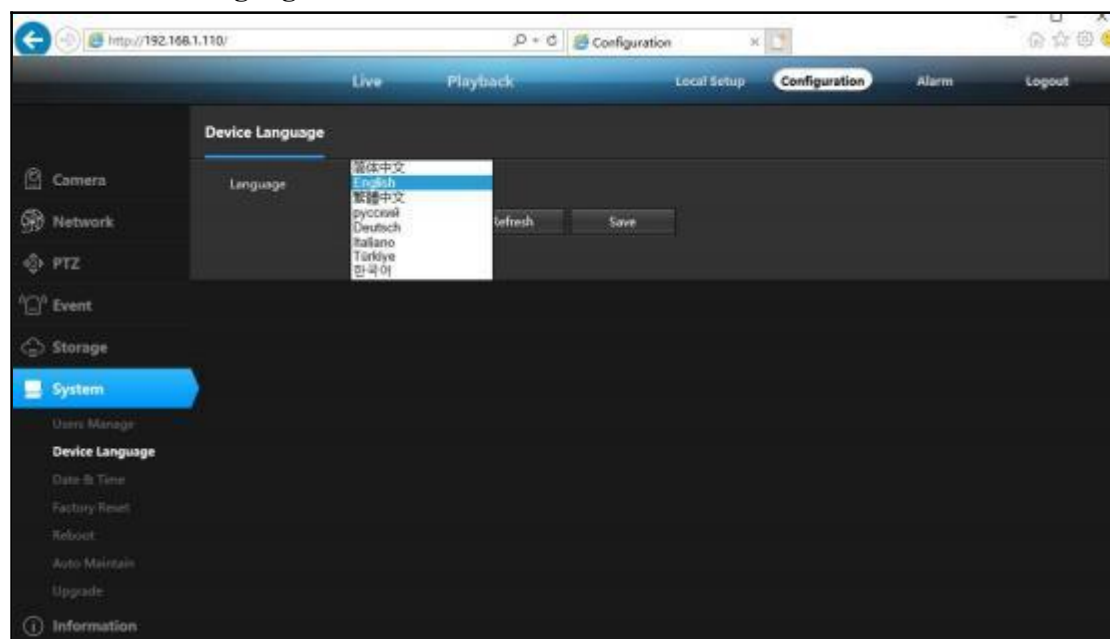 http://192.168.1.110/
Configuration
Live Playback Local Setup Configuration Alarm Logout
Device Language
Camera
Language
简体中文
English
繁體中文
русский
Deutsch
Italiano
Türkiye
한국어
Refresh Save
Network
PTZ
Event
Storage
System
Users Manage
Device Language
Date & Time
Factory Reset
Reboot
Auto Maintain
Upgrade
Information